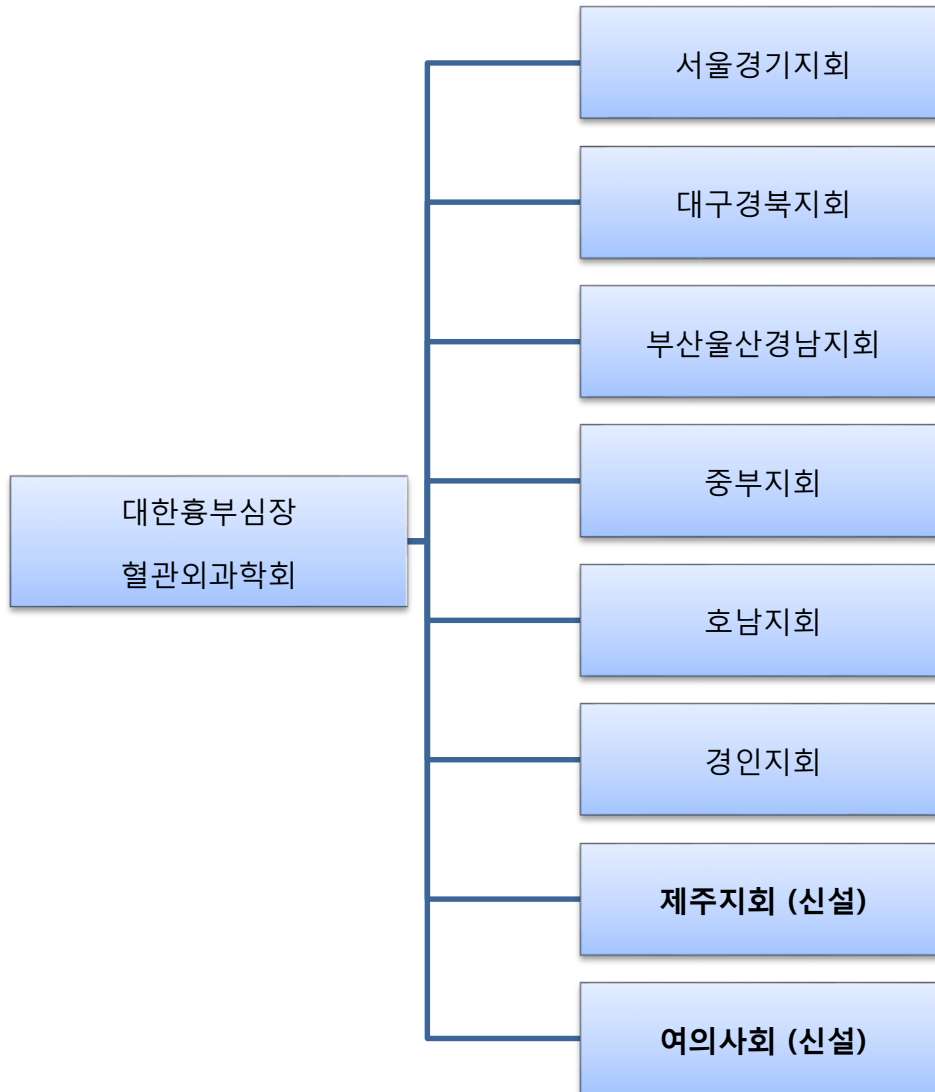 서울경기지회
대구경북지회
부산울산경남지회
중부지회
대한흉부심장
혈관외과학회
호남지회
경인지회
제주지회 (신설)
여의사회 (신설)